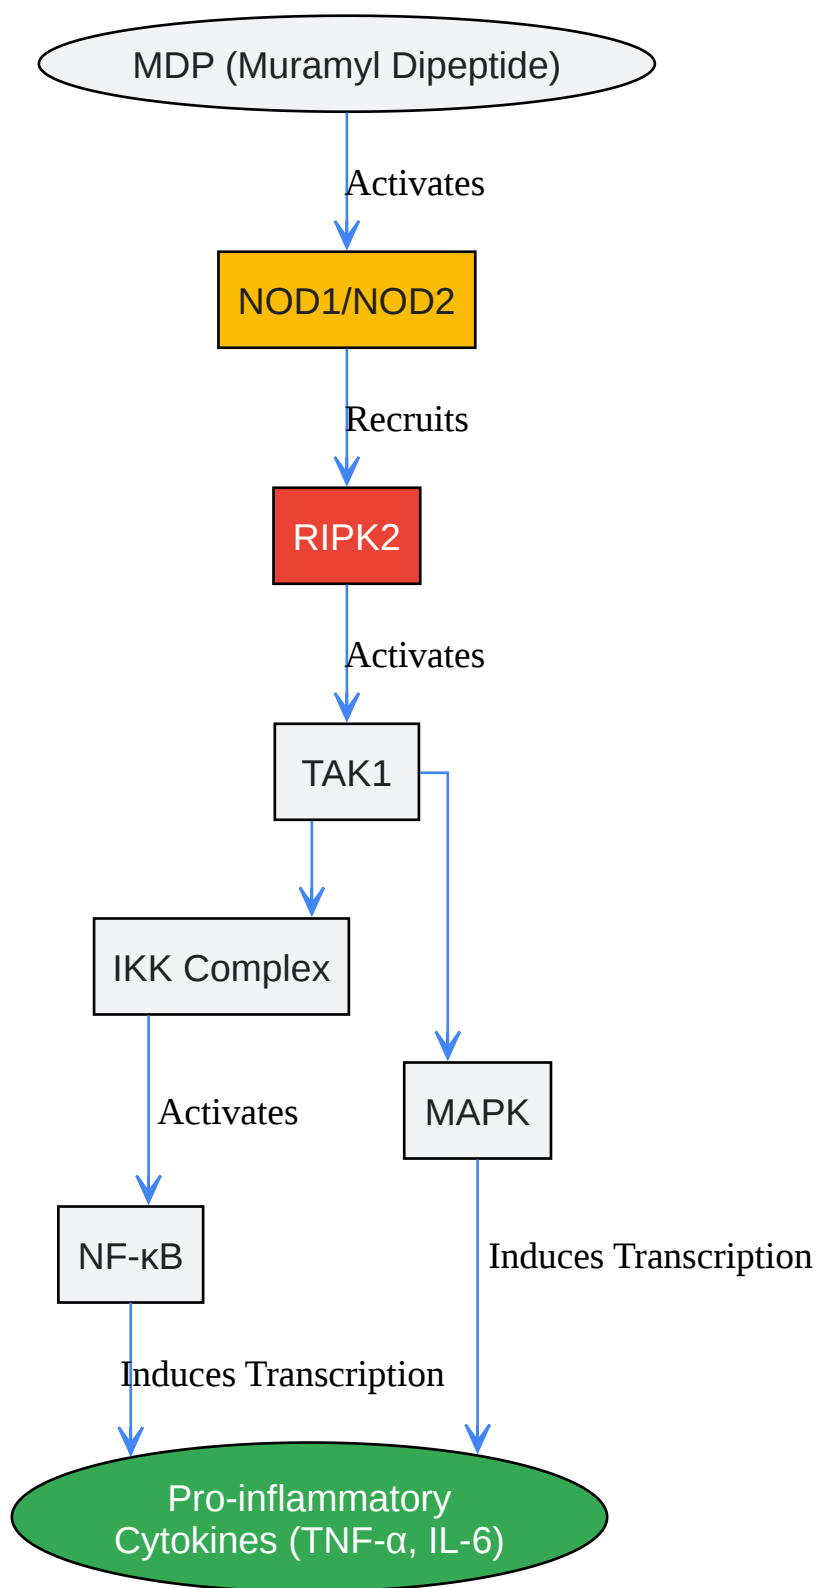 MDP (Muramyl Dipeptide)
Activates
NOD1/NOD2
Recruits
RIPK2
Activates
TAK1
IKK Complex
Activates
MAPK
NF-κB
Induces Transcription
Induces Transcription
Pro-inflammatory
Cytokines (TNF-α, IL-6)